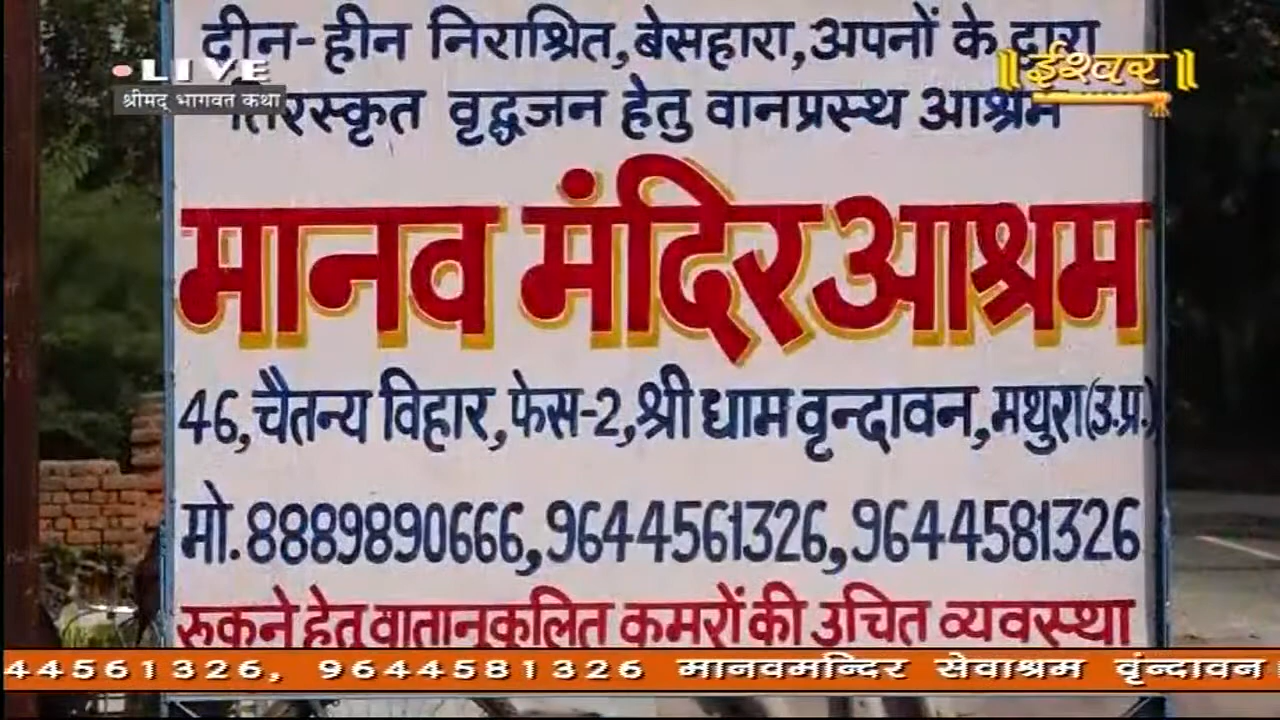 दीन-हीन निराश्रित,बेसहारा,अपनों के द्वारा
LIVE
ईश्वर
श्रीमद् भागवत कथा
तिरस्कृत वृद्धजन हेतु वानप्रस्थ आश्रम
मानव मंदिर आश्रम
46,चैतन्य विहार,फेस-2,श्री धाम वृन्दावन,मथुरा(उ.प्र.)
मो.8889890666,9644561326,9644581326
रुकने हेतु वातानुकुलित कमरों की उचित व्यवस्था
44561326, 9644581326 मानवमन्दिर सेवाश्रम वृंन्दावन